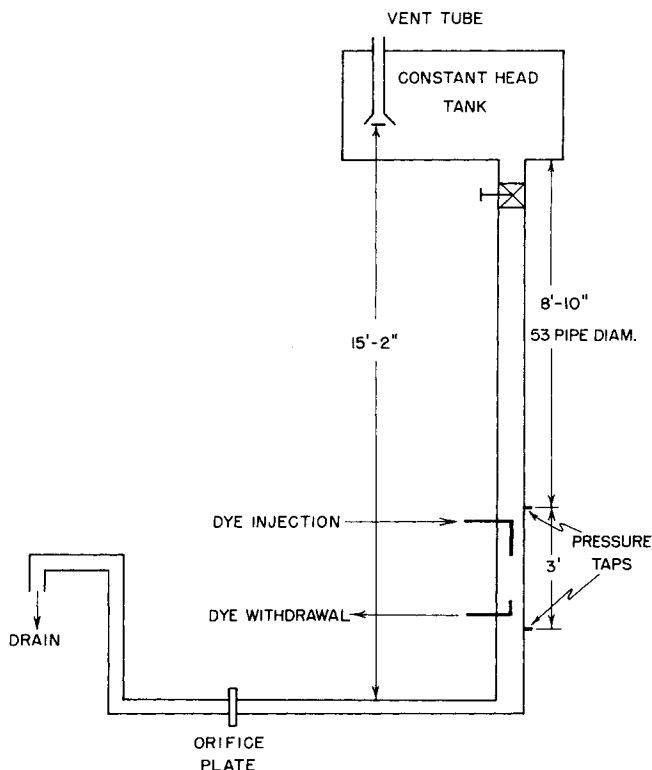 VENT TUBE
CONSTANT HEAD
TANK
8'-10"
53 PIPE DIAM.
15'-2"
DYE INJECTION
PRESSURE
TAPS
3'
DYE WITHDRAWAL
DRAIN
ORIFICE
PLATE